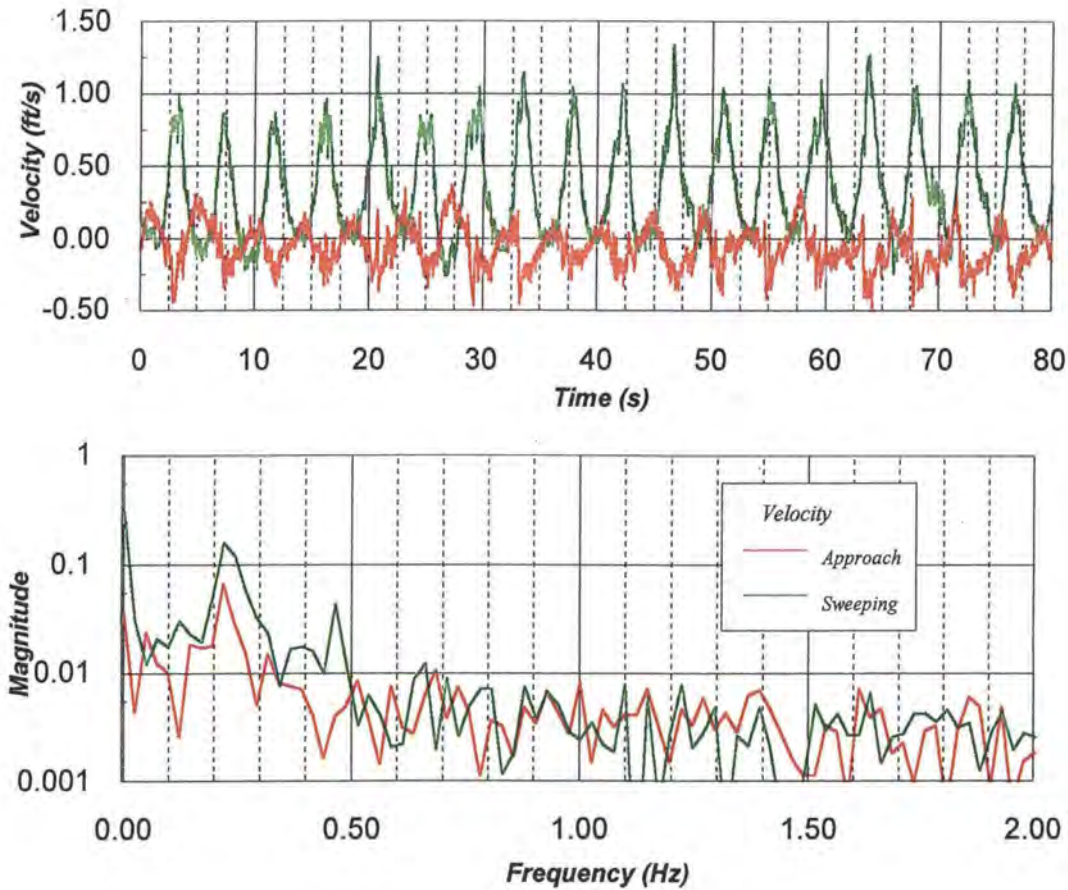 1.50
1.00
0.50
0.00
-0.50
Velocity (ft/s)
0 10 20 30 40 50 60 70 80
Time (s)
1
0.1
0.01
0.001
Magnitude
Velocity
Approach
Sweeping
0.00 0.50 1.00 1.50 2.00
Frequency (Hz)